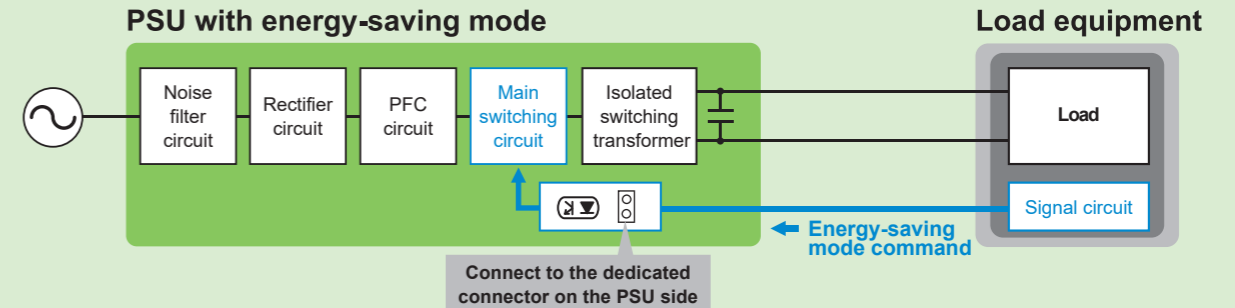 PSU with energy-saving mode
Load equipment
Noise
filter
circuit
Rectifier
circuit
PFC
circuit
Main
switching
circuit
Isolated
switching
transformer
Load
Signal circuit
Energy-saving
mode command
Connect to the dedicated
connector on the PSU side